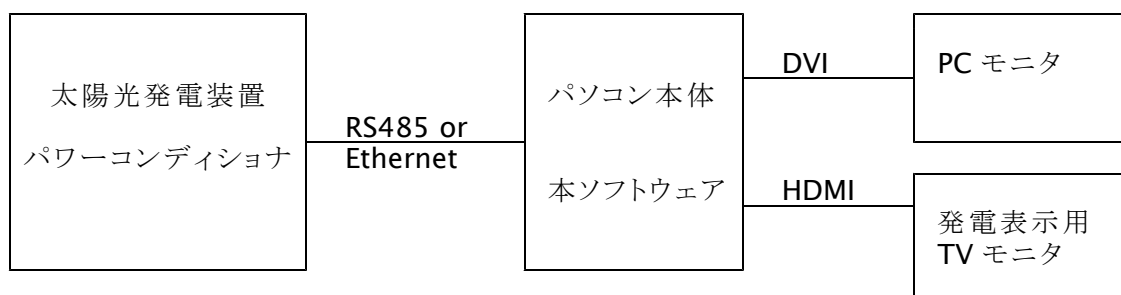 太陽光発電装置
パワーコンディショナ
RS485 or
Ethernet
パソコン本体
本ソフトウェア
DVI
PC モニタ
HDMI
発電表示用
TV モニタ